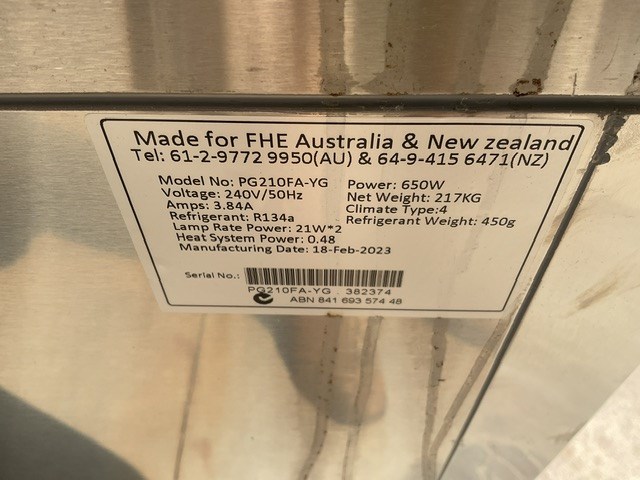 Made for FHE Australia & New zealand
Tel: 61-2-9772 9950(AU) & 64-9-415 6471(NZ)
Model No: PG210FA-YG
Voltage: 240V/50Hz
Amps: 3.84A
Refrigerant: R134a
Lamp Rate Power: 21W*2
Heat System Power: 0.48
Manufacturing Date: 18-Feb-2023
Power: 650W
Net Weight: 217KG
Climate Type:4
Refrigerant Weight: 450g
Serial No.:
PG210FA-YG 382374
ABN 841 693 574 48